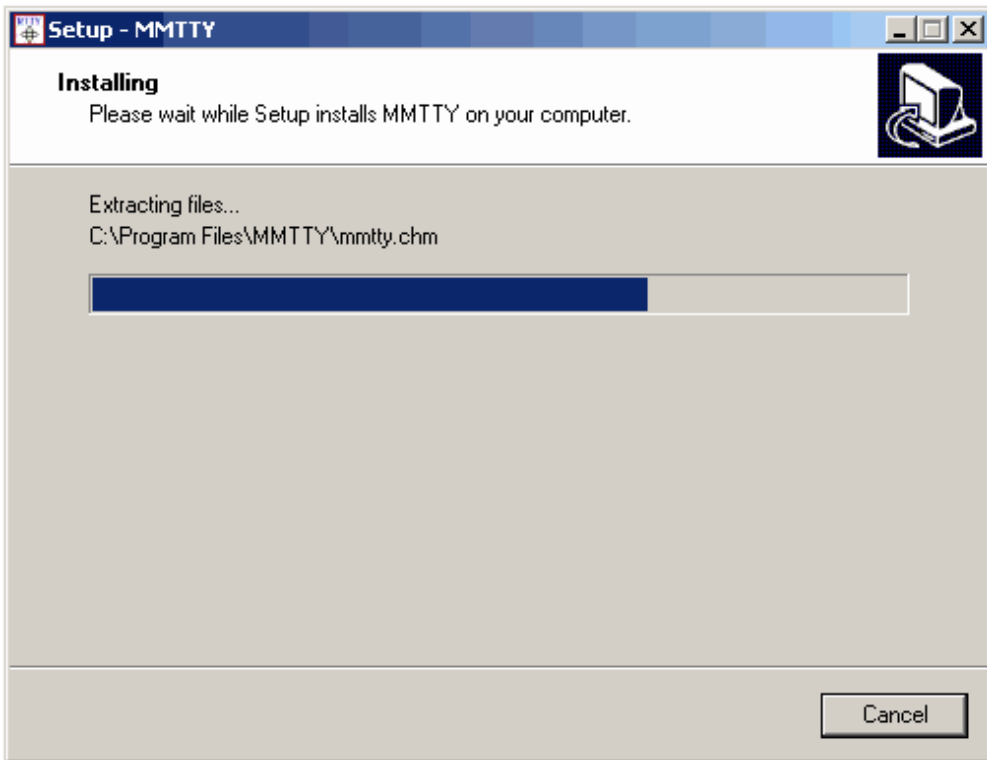 Setup - MMTTY
Installing
Please wait while Setup installs MMTTY on your computer.
Extracting files...
C:\Program Files\MMTTY\mmtty.chm
Cancel